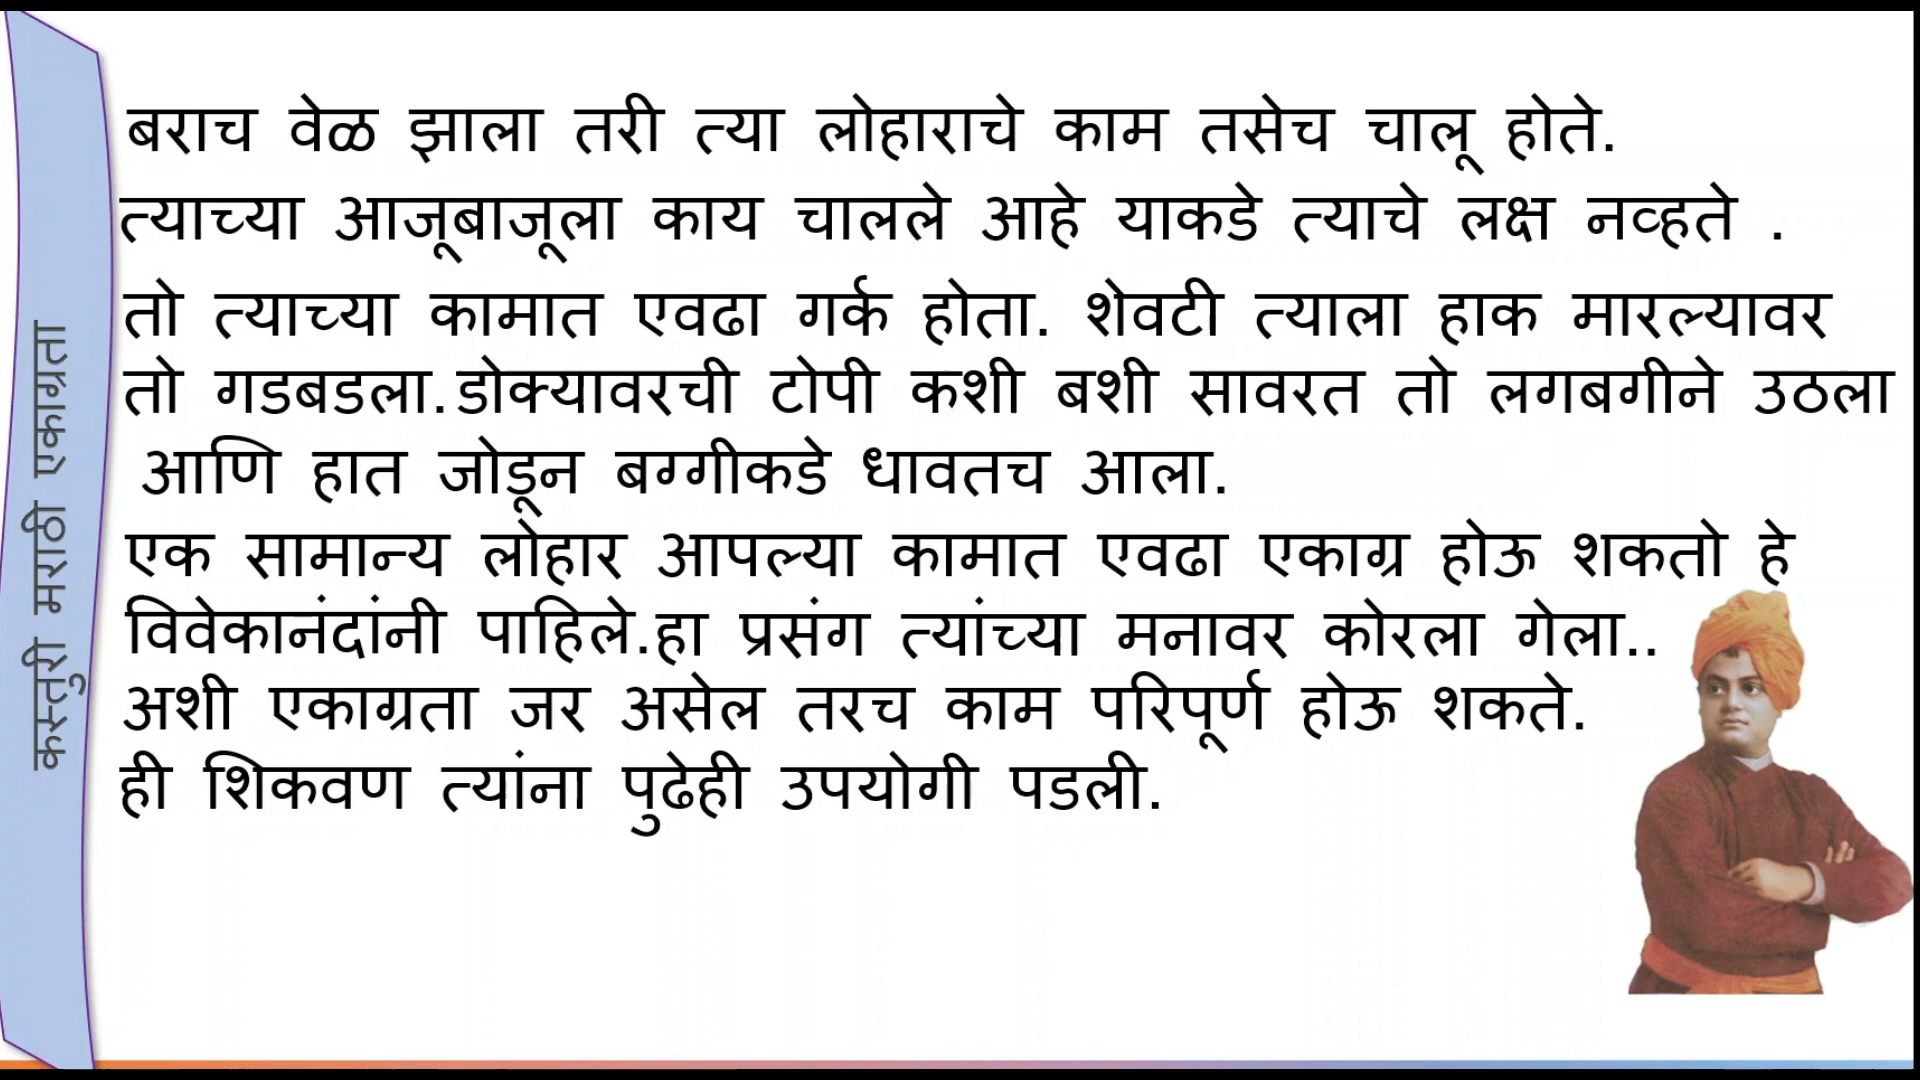 बराच वेळ झाला तरी त्या लोहाराचे काम तसेच चालू होते.
त्याच्या आजूबाजूला काय चालले आहे याकडे त्याचे लक्ष नव्हते .
तो त्याच्या कामात एवढा गर्क होता. शेवटी त्याला हाक मारल्यावर
तो गडबडला.डोक्यावरची टोपी कशी बशी सावरत तो लगबगीने उठला
आणि हात जोडून बग्गीकडे धावतच आला.
एक सामान्य लोहार आपल्या कामात एवढा एकाग्र होऊ शकतो हे
विवेकानंदांनी पाहिले.हा प्रसंग त्यांच्या मनावर कोरला गेला..
अशी एकाग्रता जर असेल तरच काम परिपूर्ण होऊ शकते.
ही शिकवण त्यांना पुढेही उपयोगी पडली.
कस्तुरी मराठी एकाग्रता